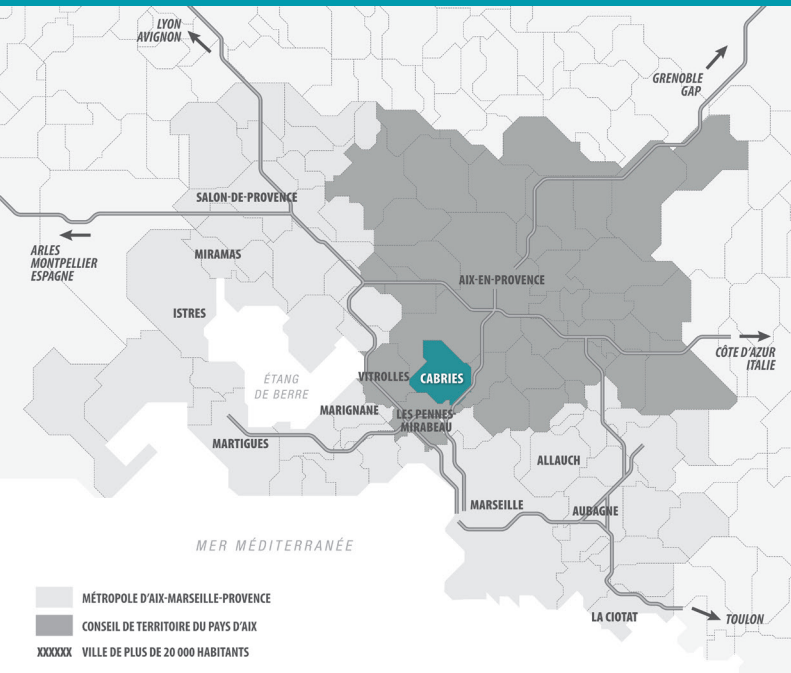 LYON
AVIGNON
GRENOBLE
GAP
SALON-DE-PROVENCE
ARLES
MONTPELLIER
ESPAGNE
MIRAMAS
AIX-EN-PROVENCE
ISTRES
CÔTE D'AZUR
ITALIE
ÉTANG
DE BERRE
VITROLLES
CABRIES
MARIGNANE
LES PENNES-
MIRABEAU
MARTIGUES
ALLAUCH
MARSEILLE
AUBAGNE
MER MÉDITERRANÉE
LA CIOTAT
TOULON
MÉTROPOLE D'AIX-MARSEILLE-PROVENCE
CONSEIL DE TERRITOIRE DU PAYS D'AIX
XXXXXX VILLE DE PLUS DE 20 000 HABITANTS